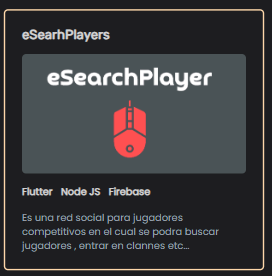 eSearhPlayers
eSearchPlayer
Flutter Node JS Firebase
Es una red social para jugadores
competitivos en el cual se podra buscar
jugadores , entrar en clannes etc...